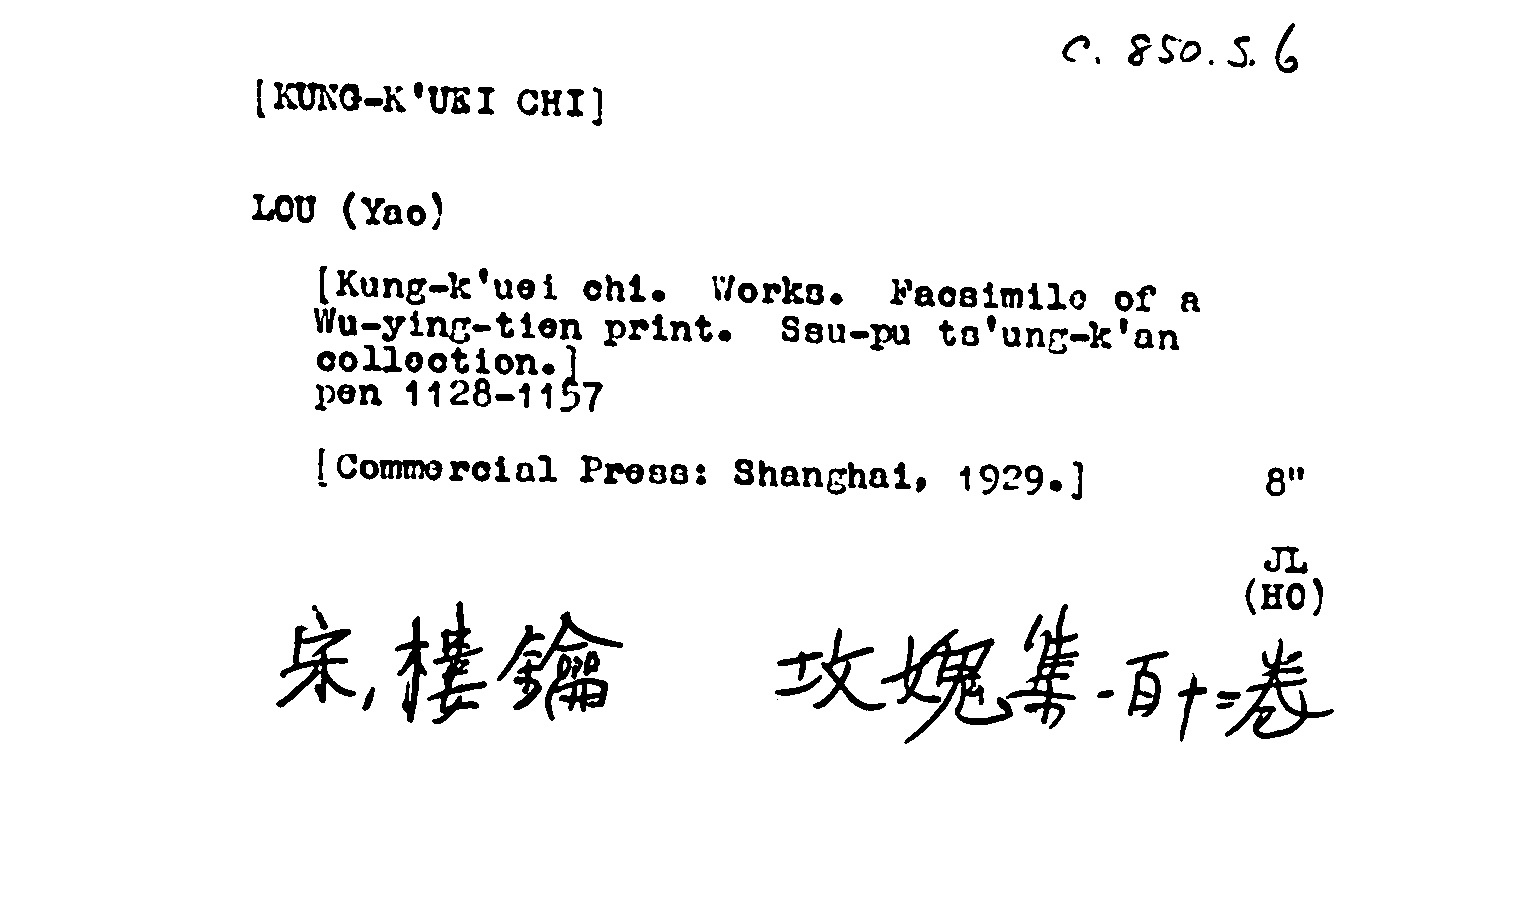 C. 850.S.6
[KUNG-K'UEI CHI]
LOU (Yao)
[Kung-k'uei chi. Works. Facsimile of a
Wu-ying-tien print. Ssu-pu ts'ung-k'an
collection.]
pen 1128-1157
[Commercial Press: Shanghai, 1929.] 8"
JL
(HO)
宋,樓鑰 攻媿集一百十二卷